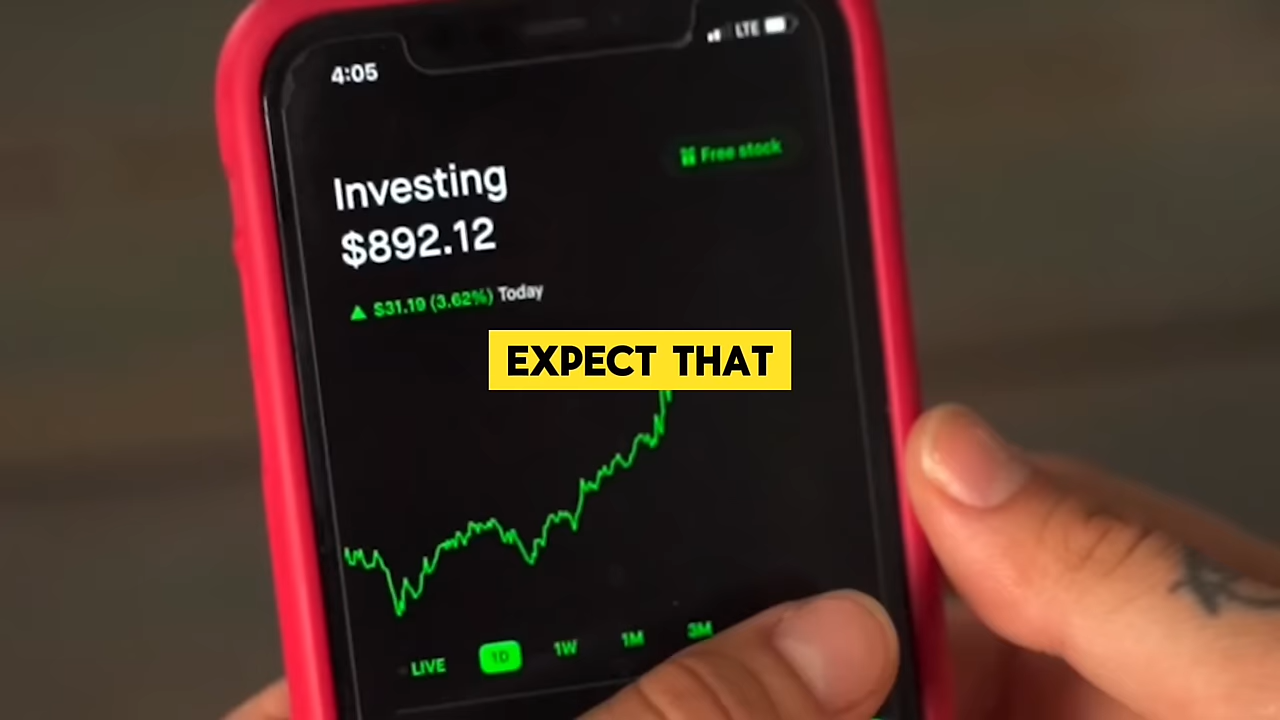 4:05
LTE
Free stock
Investing
$892.12
$31.19 (3.62%) Today
EXPECT THAT
LIVE
1D
1W
1M
3M